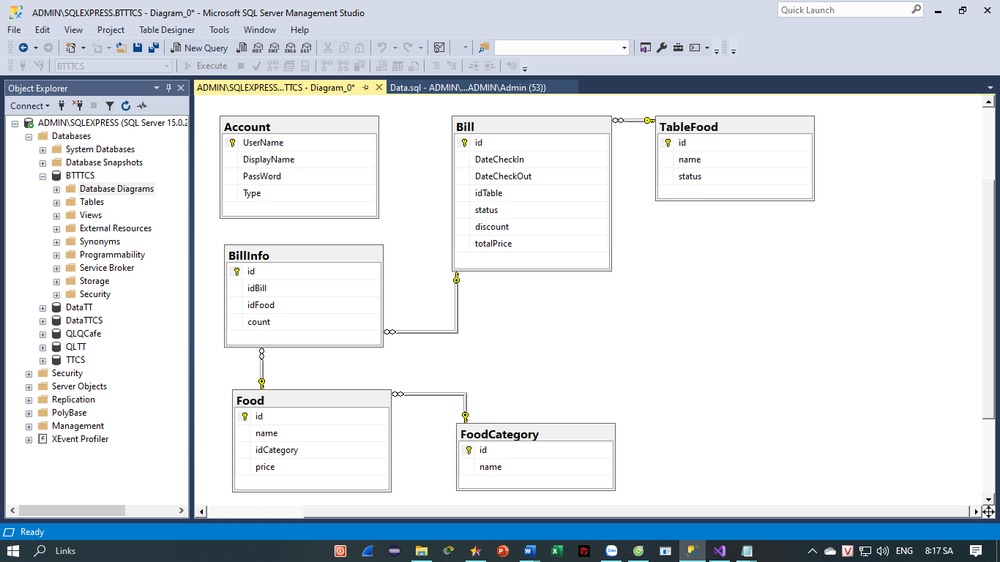 ADMIN\SQLEXPRESS.BTTTCS - Diagram_0* - Microsoft SQL Server Management Studio
Quick Launch
File Edit View Project Table Designer Tools Window Help
New Query MDX DMX XMLA DAX
BTTTCS Execute
Object Explorer
ADMIN\SQLEXPRESS...TTCS - Diagram_0*
Data.sql - ADMIN\...ADMIN\Admin (53))
Connect
ADMIN\SQLEXPRESS (SQL Server 15.0.2
Databases
System Databases
Database Snapshots
BTTTCS
Database Diagrams
Tables
Views
External Resources
Synonyms
Programmability
Service Broker
Storage
Security
DataTT
DataTTCS
QLQCafe
QLTT
TTCS
Security
Server Objects
Replication
PolyBase
Management
XEvent Profiler
Account
UserName
DisplayName
PassWord
Type
Bill
id
DateCheckIn
DateCheckOut
idTable
status
discount
totalPrice
TableFood
id
name
status
BillInfo
id
idBill
idFood
count
Food
id
name
idCategory
price
FoodCategory
id
name
Ready
Links
Zalo
V
ENG
8:17 SA